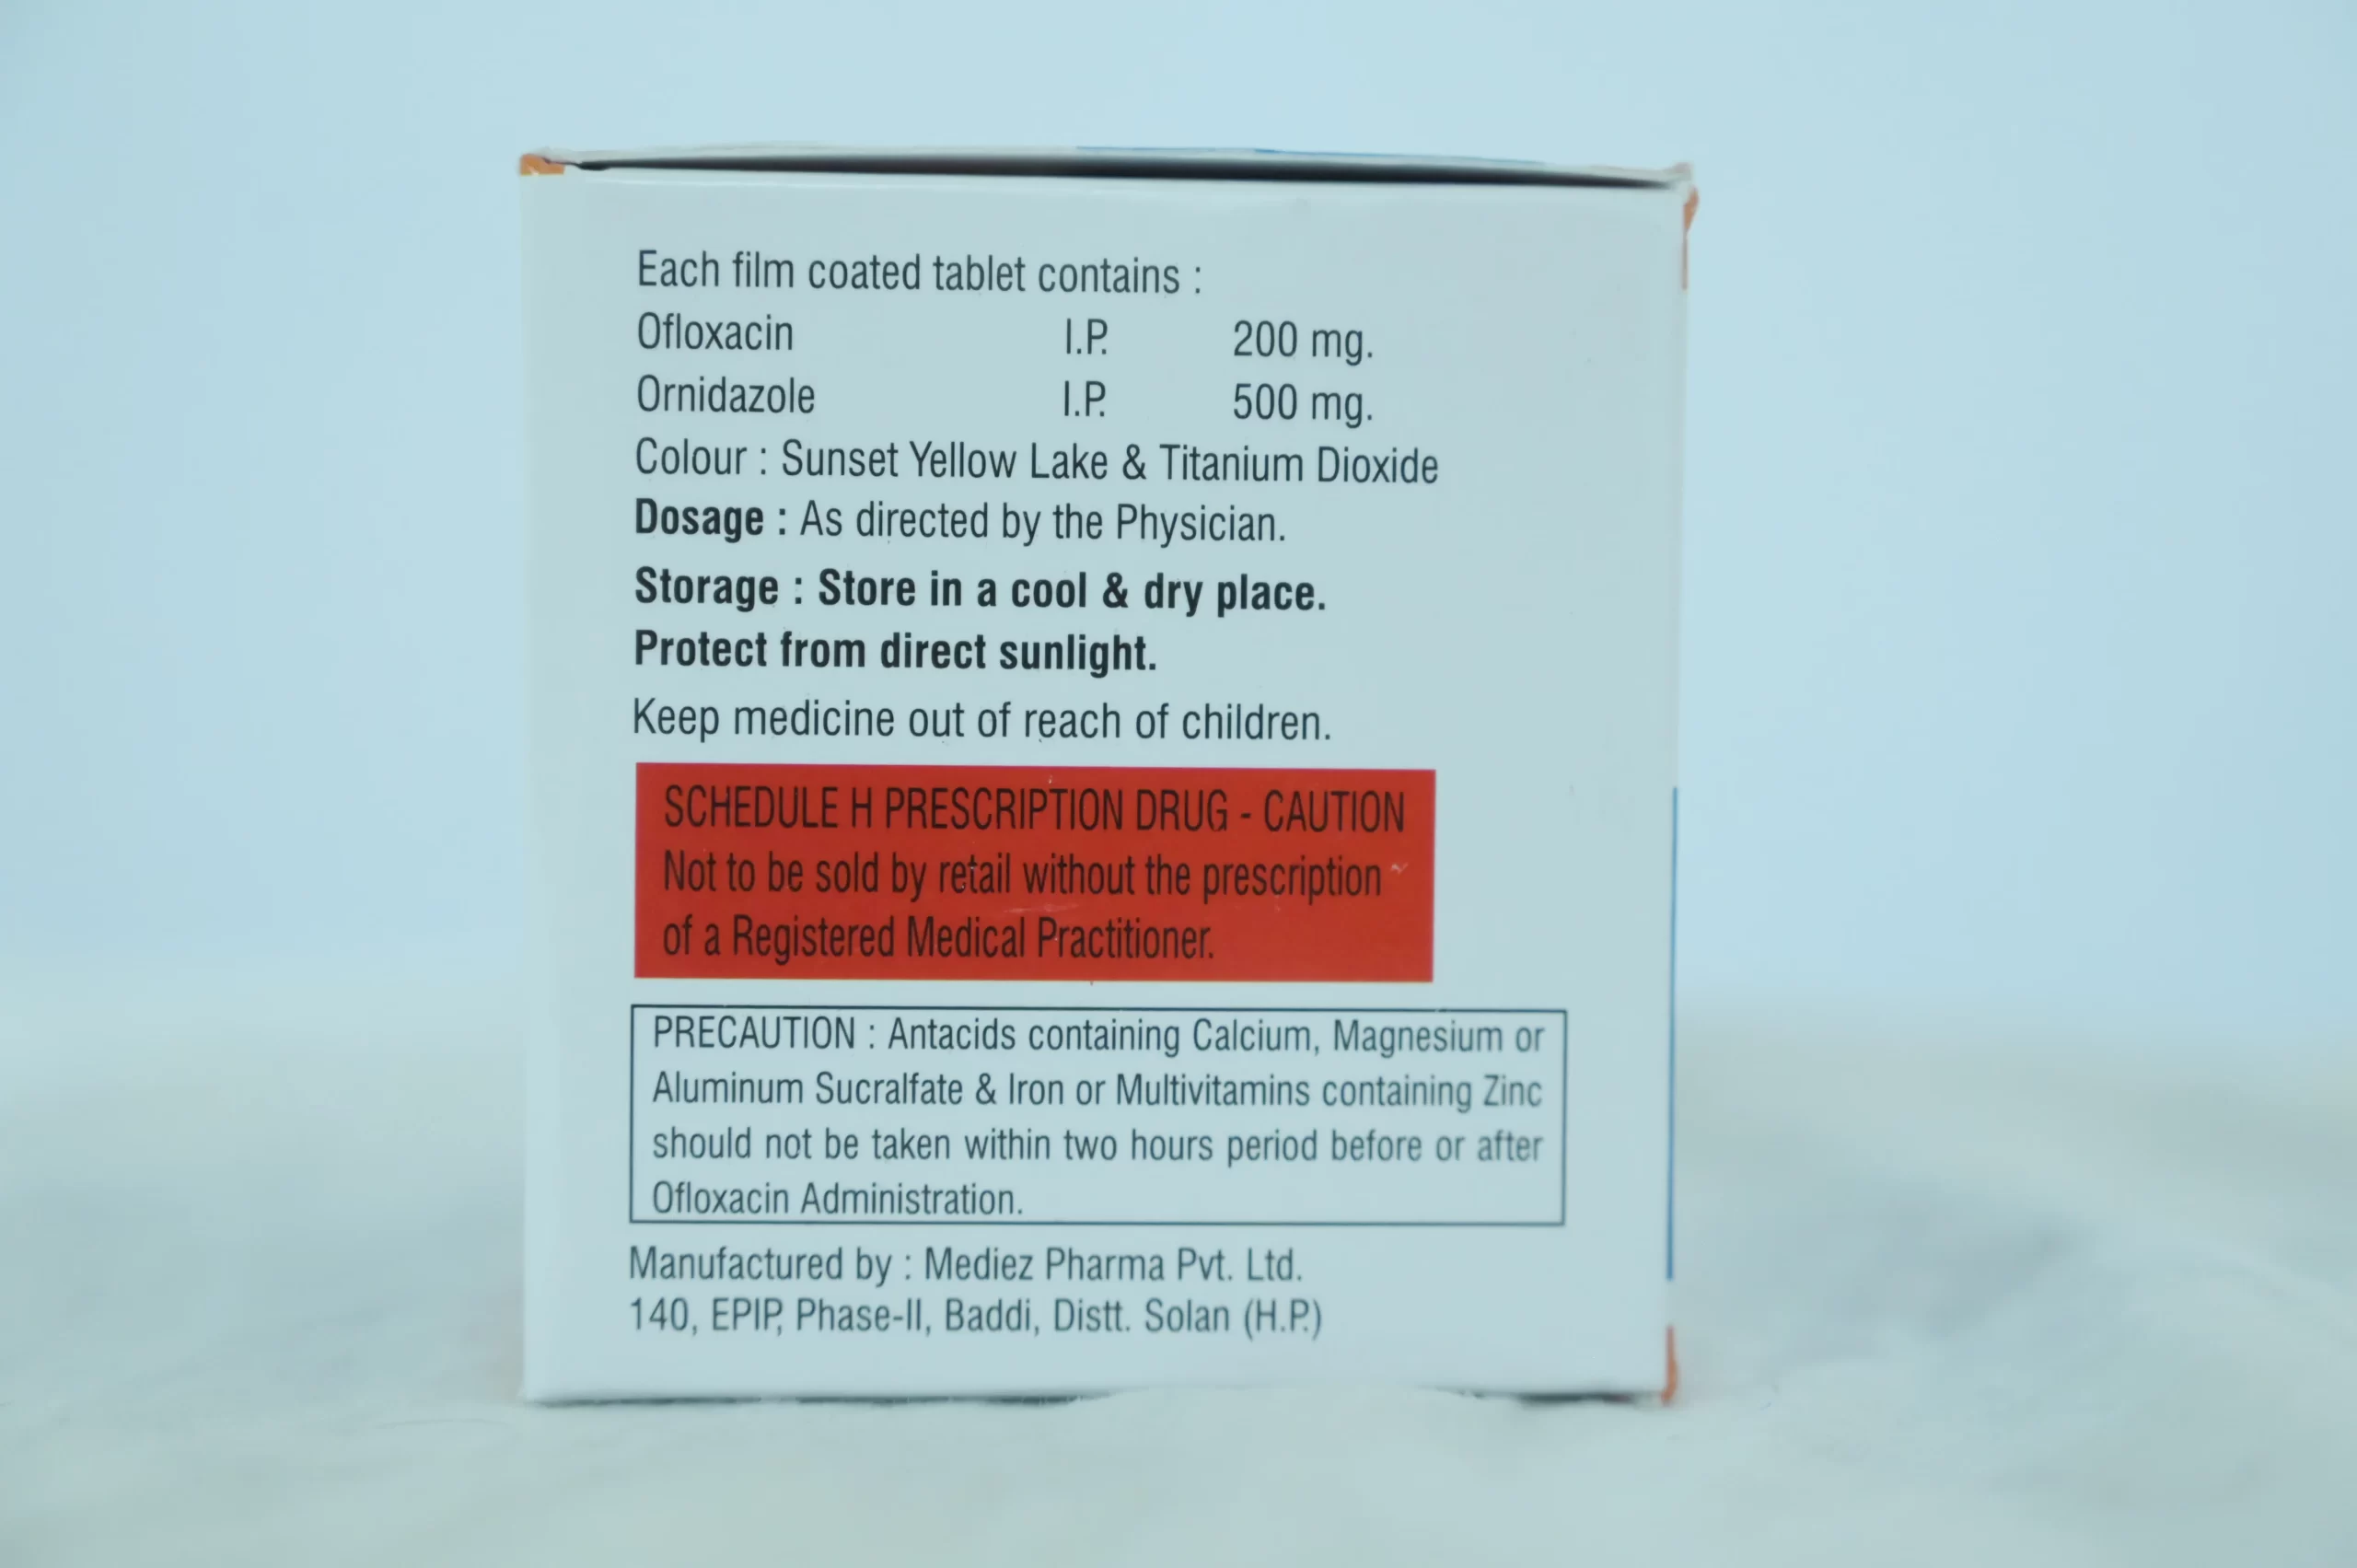 Each film coated tablet contains :
Ofloxacin I.P. 200 mg.
Ornidazole I.P. 500 mg.
Colour : Sunset Yellow Lake & Titanium Dioxide
Dosage : As directed by the Physician.
Storage : Store in a cool & dry place.
Protect from direct sunlight.
Keep medicine out of reach of children.
SCHEDULE H PRESCRIPTION DRUG - CAUTION
Not to be sold by retail without the prescription
of a Registered Medical Practitioner.
PRECAUTION : Antacids containing Calcium, Magnesium or
Aluminum Sucralfate & Iron or Multivitamins containing Zinc
should not be taken within two hours period before or after
Ofloxacin Administration.
Manufactured by : Mediez Pharma Pvt. Ltd.
140, EPIP, Phase-II, Baddi, Distt. Solan (H.P.)